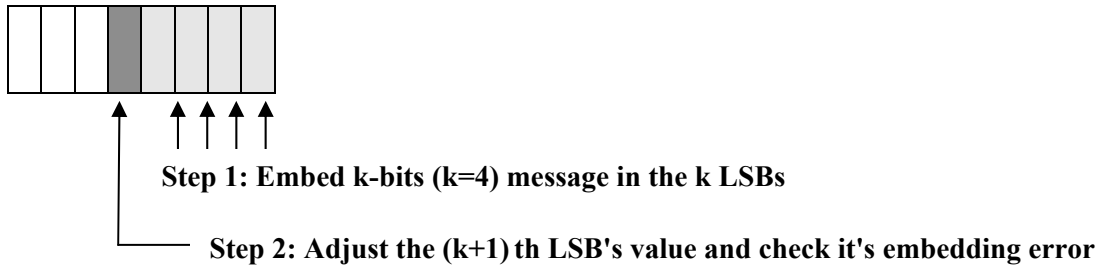 Step 1: Embed k-bits (k=4) message in the k LSBs
Step 2: Adjust the (k+1) th LSB's value and check it's embedding error